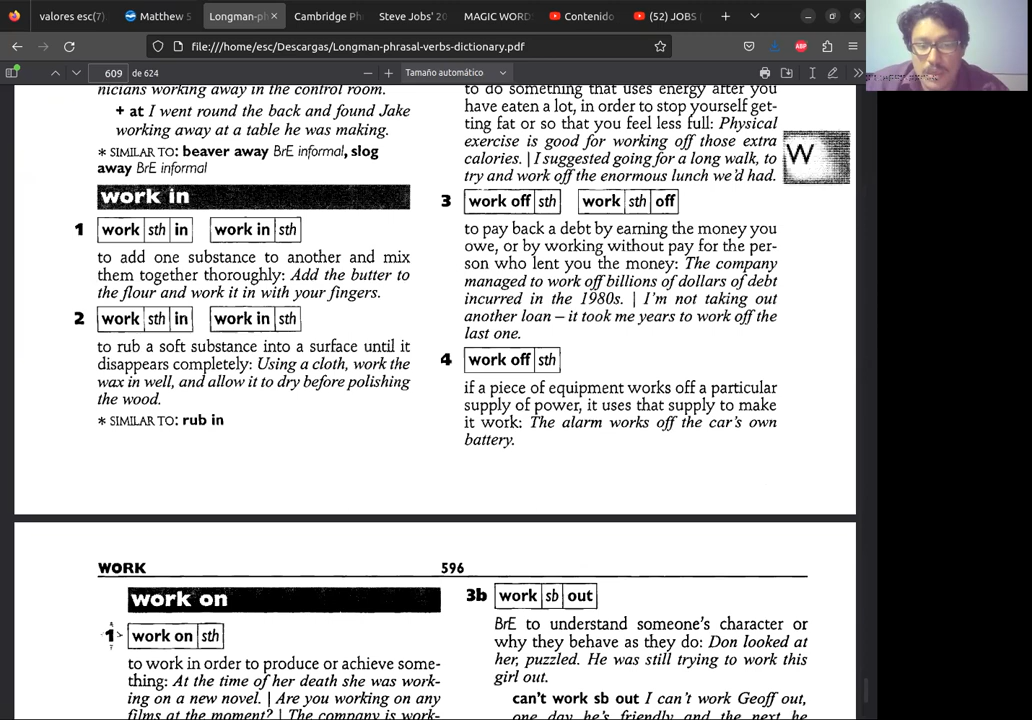 valores esc(7)
Matthew 5
Longman-ph
Cambridge Ph
Steve Jobs' 20
MAGIC WORD
Contenido
(52) JOBS
file:///home/esc/Descargas/Longman-phrasal-verbs-dictionary.pdf
ABP
609 de 624
Tamaño automático
nicians working away in the control room.
+ at I went round the back and found Jake
working away at a table he was making.
* SIMILAR TO: beaver away BrE informal, slog
away BrE informal
work in
1 work sth in work in sth
to add one substance to another and mix
them together thoroughly: Add the butter to
the flour and work it in with your fingers.
2 work sth in work in sth
to rub a soft substance into a surface until it
disappears completely: Using a cloth, work the
wax in well, and allow it to dry before polishing
the wood.
* SIMILAR TO: rub in
to do something that uses energy after you
have eaten a lot, in order to stop yourself get-
ting fat or so that you feel less full: Physical
exercise is good for working off those extra
calories. | I suggested going for a long walk, to
try and work off the enormous lunch we'd had.
W
3 work off sth work sth off
to pay back a debt by earning the money you
owe, or by working without pay for the per-
son who lent you the money: The company
managed to work off billions of dollars of debt
incurred in the 1980s. | I'm not taking out
another loan – it took me years to work off the
last one.
4 work off sth
if a piece of equipment works off a particular
supply of power, it uses that supply to make
it work: The alarm works off the car's own
battery.
WORK 596
work on
1 work on sth
to work in order to produce or achieve some-
thing: At the time of her death she was work-
ing on a new novel. | Are you working on any
films at the moment? | The company is work-
3b work sb out
BrE to understand someone's character or
why they behave as they do: Don looked at
her, puzzled. He was still trying to work this
girl out.
can't work sb out I can't work Geoff out,
one day he's friendly and the next he